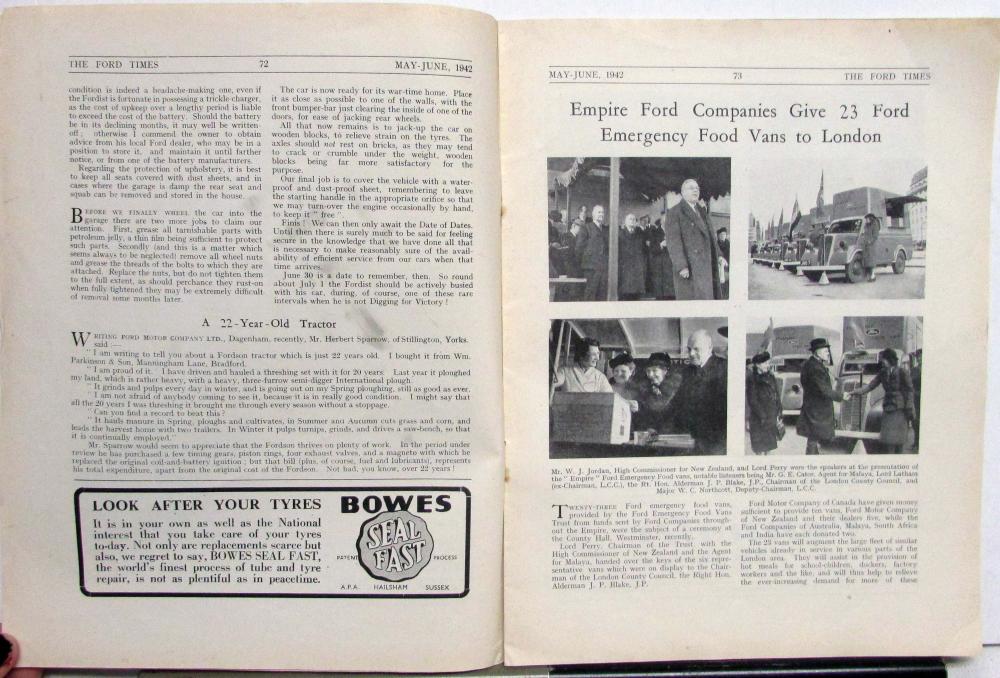 THE FORD TIMES
72
MAY-JUNE, 1942
condition is indeed a headache-making one, even if
the Fordist is fortunate in possessing a trickle-charger,
as the cost of upkeep over a lengthy period is liable
to exceed the cost of the battery. Should the battery
be in its declining months, it may well be written-
off; otherwise I commend the owner to obtain
advice from his local Ford dealer, who may be in a
position to store it, and maintain it until farther
notice, or from one of the battery manufacturers.
Regarding the protection of upholstery, it is best
to keep all seats covered with dust sheets, and in
cases where the garage is damp the rear seat and
squab can be removed and stored in the house.
BEFORE WE FINALLY WHEEL the car into the
garage there are two more jobs to claim our
attention. First, grease all tarnishable parts with
petroleum jelly, a thin film being sufficient to protect
such parts. Secondly (and this is a matter which
seems always to be neglected) remove all wheel nuts
and grease the threads of the bolts to which they are
attached. Replace the nuts, but do not tighten them
to the full extent, as should perchance they rust-on
when fully tightened they may be extremely difficult
of removal some months later.
The car is now ready for its war-time home. Place
it as close as possible to one of the walls, with the
front bumper-bar just clearing the inside of one of the
doors, for ease of jacking rear wheels.
All that now remains is to jack-up the car on
wooden blocks, to relieve strain on the tyres. The
axles should not rest on bricks, as they may tend
to crack or crumble under the weight, wooden
blocks being far more satisfactory for the
purpose.
Our final job is to cover the vehicle with a water-
proof and dust-proof sheet, remembering to leave
the starting handle in the appropriate orifice so that
we may turn-over the engine occasionally by hand,
to keep it "free".
Finis! We can then only await the Date of Dates.
Until then there is surely much to be said for feeling
secure in the knowledge that we have done all that
is necessary to make reasonably sure of the avail-
ability of efficient service from our cars when that
time arrives.
June 30 is a date to remember, then. So round
about July 1 the Fordist should be actively busied
with his car, during, of course, one of these rare
intervals when he is not Digging for Victory!
A 22-Year-Old Tractor
WRITING FORD MOTOR COMPANY LTD., Dagenham, recently, Mr. Herbert Sparrow, of Stillington, Yorks.
said :—
"I am writing to tell you about a Fordson tractor which is just 22 years old. I bought it from Wm.
Parkinson & Son, Manningham Lane, Bradford.
"I am proud of it. I have driven and hauled a threshing set with it for 20 years. Last year it ploughed
my land, which is rather heavy, with a heavy, three-furrow semi-digger International plough.
"It grinds and pulps every day in winter, and is going out on my Spring ploughing, still as good as ever.
"I am not afraid of anybody coming to see it, because it is in really good condition. I might say that
all the 20 years I was threshing it brought me through every season without a stoppage.
"Can you find a record to beat this?
"It hauls manure in Spring, ploughs and cultivates, in Summer and Autumn cuts grass and corn, and
leads the harvest home with two trailers. In Winter it pulps turnips, grinds, and drives a saw-bench, so that
it is continually employed."
Mr. Sparrow would seem to appreciate that the Fordson thrives on plenty of work. In the period under
review he has purchased a few timing gears, piston rings, four exhaust valves, and a magneto with which he
replaced the original coil-and-battery ignition; but that bill (plus, of course, fuel and lubricants), represents
his total expenditure, apart from the original cost of the Fordson. Not bad, you know, over 22 years!
LOOK AFTER YOUR TYRES
It is in your own as well as the National
interest that you take care of your tyres
to-day. Not only are replacements scarce but
also, we regret to say, BOWES SEAL FAST,
the world's finest process of tube and tyre
repair, is not as plentiful as in peacetime.
BOWES
SEAL
FAST
PATENT
PROCESS
A.P.A. HAILSHAM SUSSEX
MAY-JUNE, 1942
73
THE FORD TIMES
Empire Ford Companies Give 23 Ford
Emergency Food Vans to London
Mr. W. J. Jordan, High Commissioner for New Zealand, and Lord Perry were the speakers at the presentation of
the "Empire" Ford Emergency Food vans, notable listeners being Mr. G. E. Cator, Agent for Malaya, Lord Latham
(ex-Chairman, L.C.C.), the Rt. Hon. Alderman J. P. Blake, J.P., Chairman of the London County Council, and
Major W. C. Northcott, Deputy-Chairman, L.C.C.
TWENTY-THREE Ford emergency food vans,
provided by the Ford Emergency Food Vans
Trust from funds sent by Ford Companies through-
out the Empire, were the subject of a ceremony at
the County Hall, Westminster, recently.
Lord Perry, Chairman of the Trust with the
High Commissioner of New Zealand and the Agent
for Malaya, handed over the keys of the six repre-
sentative vans which were on display to the Chair-
man of the London County Council, the Right Hon.
Alderman J. P. Blake, J.P.
Ford Motor Company of Canada have given money
sufficient to provide ten vans, Ford Motor Company
of New Zealand and their dealers five, while the
Ford Companies of Australia, Malaya, South Africa
and India have each donated two.
The 23 vans will augment the large fleet of similar
vehicles already in service in various parts of the
London area. They will assist in the provision of
hot meals for school-children, dockers, factory
workers and the like, and will thus help to relieve
the ever-increasing demand for more of these